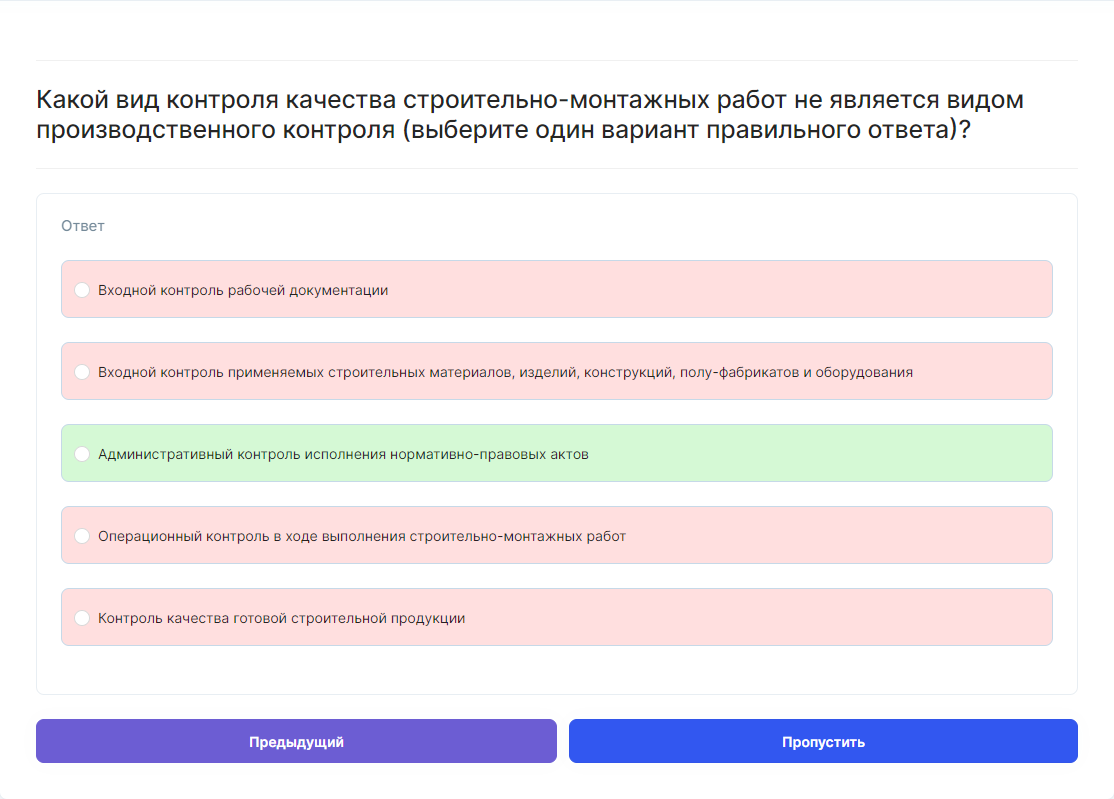 Какой вид контроля качества строительно-монтажных работ не является видом
производственного контроля (выберите один вариант правильного ответа)?
Ответ
Входной контроль рабочей документации
Входной контроль применяемых строительных материалов, изделий, конструкций, полу-фабрикатов и оборудования
Административный контроль исполнения нормативно-правовых актов
Операционный контроль в ходе выполнения строительно-монтажных работ
Контроль качества готовой строительной продукции
Предыдущий
Пропустить